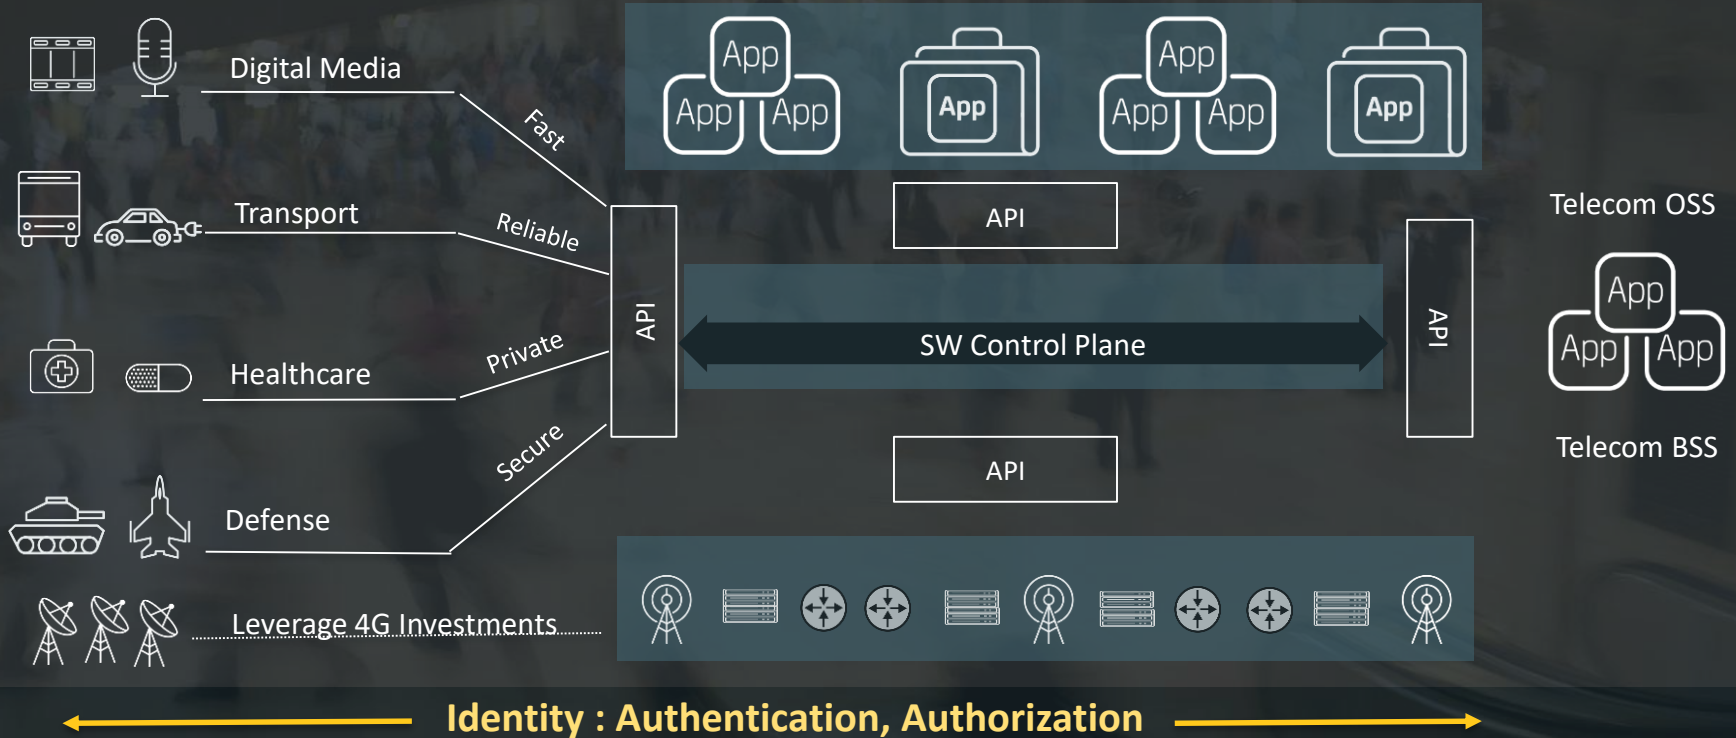 Digital Media
Fast
Transport
Reliable
Healthcare
Private
Defense
Secure
Leverage 4G Investments
App
App App
App
App
App App
App
API
API
SW Control Plane
API
API
Telecom OSS
App
App App
Telecom BSS
Identity : Authentication, Authorization